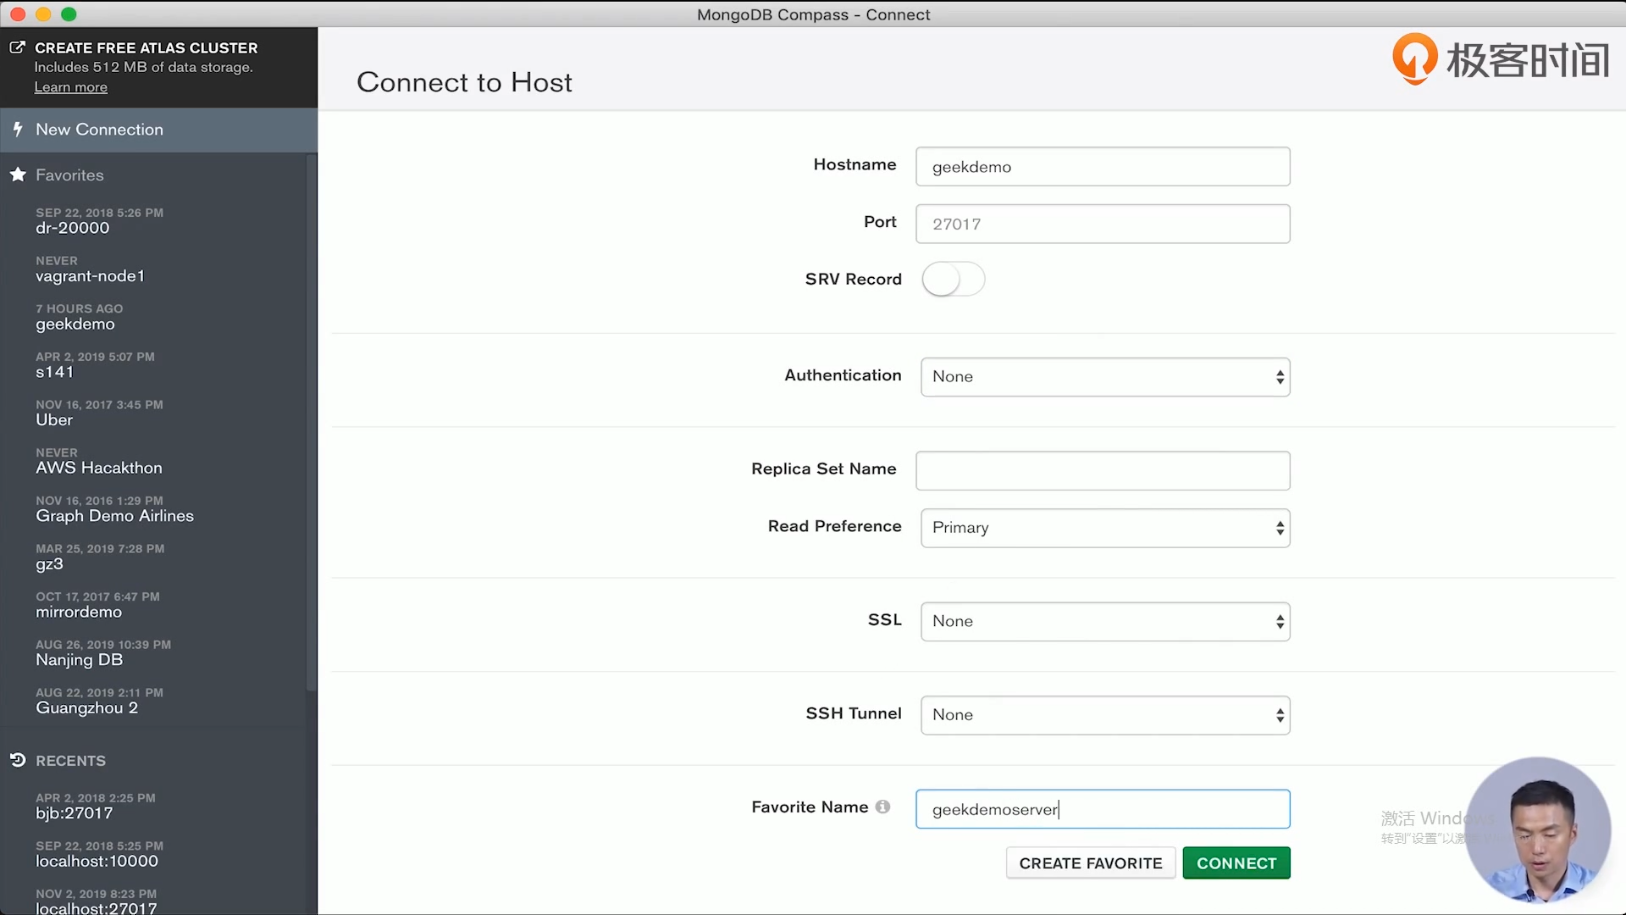 MongoDB Compass - Connect
CREATE FREE ATLAS CLUSTER
Includes 512 MB of data storage.
Learn more
New Connection
Favorites
SEP 22, 2018 5:26 PM
dr-20000
NEVER
vagrant-node1
7 HOURS AGO
geekdemo
APR 2, 2019 5:07 PM
s141
NOV 16, 2017 3:45 PM
Uber
NEVER
AWS Hacakthon
NOV 16, 2016 1:29 PM
Graph Demo Airlines
MAR 25, 2019 7:28 PM
gz3
OCT 17, 2017 6:47 PM
mirrordemo
AUG 26, 2019 10:39 PM
Nanjing DB
AUG 22, 2019 2:11 PM
Guangzhou 2
RECENTS
APR 2, 2018 2:25 PM
bjb:27017
SEP 22, 2018 5:25 PM
localhost:10000
NOV 2, 2019 8:23 PM
localhost:27017
Connect to Host
极客时间
Hostname
geekdemo
Port
27017
SRV Record
Authentication
None
Replica Set Name
Read Preference
Primary
SSL
None
SSH Tunnel
None
Favorite Name
geekdemoserver
CREATE FAVORITE
CONNECT
激活 Windows
转到"设置"以激